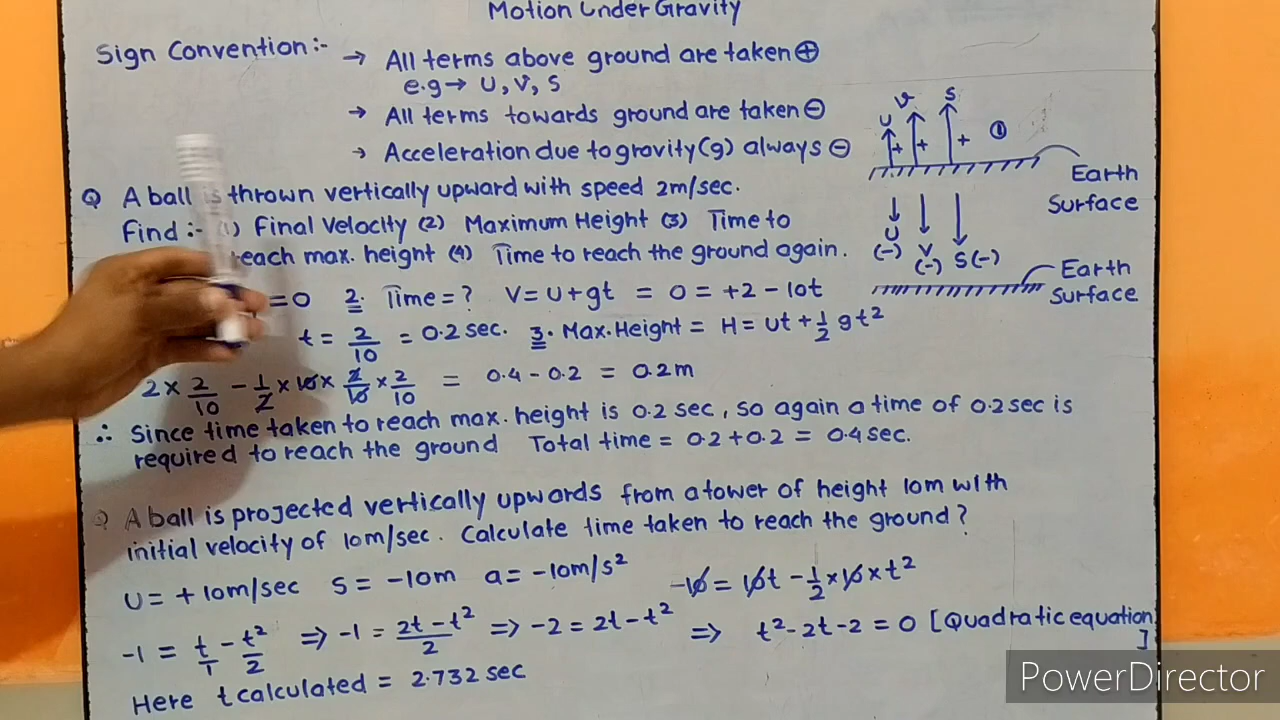 Motion Under Gravity
Sign Convention:- → All terms above ground are taken ⊕
e.g → U, V, S
→ All terms towards ground are taken ⊖
→ Acceleration due to gravity (g) always ⊖
U V S
+ + + ①
Earth
Surface
U V S(-)
(-) (-)
Earth
Surface
Q A ball is thrown vertically upward with speed 2m/sec.
Find :- (1) Final Velocity (2) Maximum Height (3) Time to
each max. height (4) Time to reach the ground again.
=0 2. Time=? V=U+gt = 0=+2-10t
t = 2/10 = 0.2 sec. 3. Max.Height = H = ut + 1/2 gt²
2 × 2/10 - 1/2 × 10 × 2/10 × 2/10 = 0.4 - 0.2 = 0.2m
∴ Since time taken to reach max. height is 0.2 sec, so again a time of 0.2 sec is
required to reach the ground Total time = 0.2+0.2 = 0.4 sec.
Q A ball is projected vertically upwards from a tower of height 10m with
initial velocity of 10m/sec. Calculate time taken to reach the ground?
U = +10m/sec S = -10m a = -10m/s² -10 = 10t - 1/2 × 10 × t²
-1 = t/1 - t²/2 ⇒ -1 = 2t-t²/2 ⇒ -2 = 2t-t² ⇒ t²-2t-2 = 0 [Quadratic equation
]
Here t calculated = 2.732 sec
PowerDirector